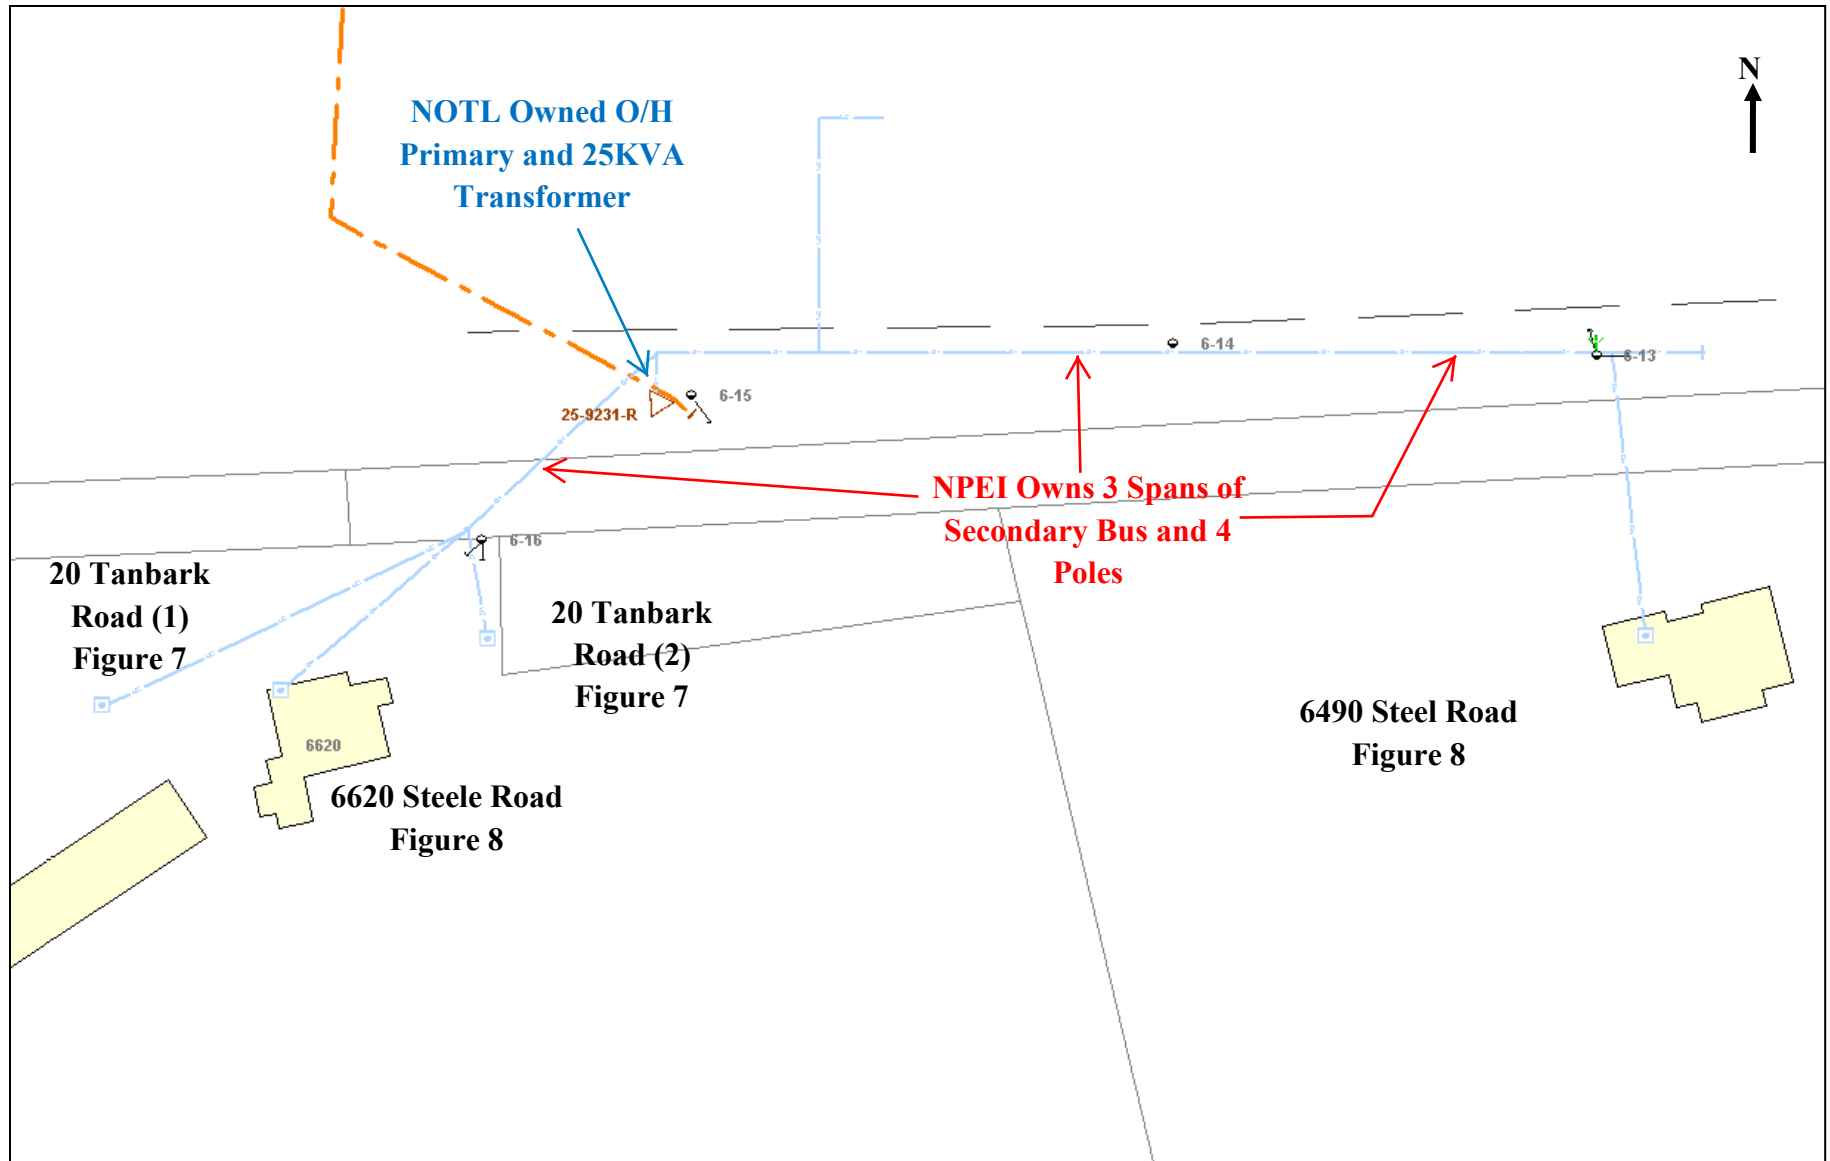 N
NOTL Owned O/H
Primary and 25KVA
Transformer
6-14
6-13
6-15
25-9231-R
NPEI Owns 3 Spans of
Secondary Bus and 4
Poles
6-16
20 Tanbark
Road (1)
Figure 7
20 Tanbark
Road (2)
Figure 7
6490 Steel Road
Figure 8
6620
6620 Steele Road
Figure 8